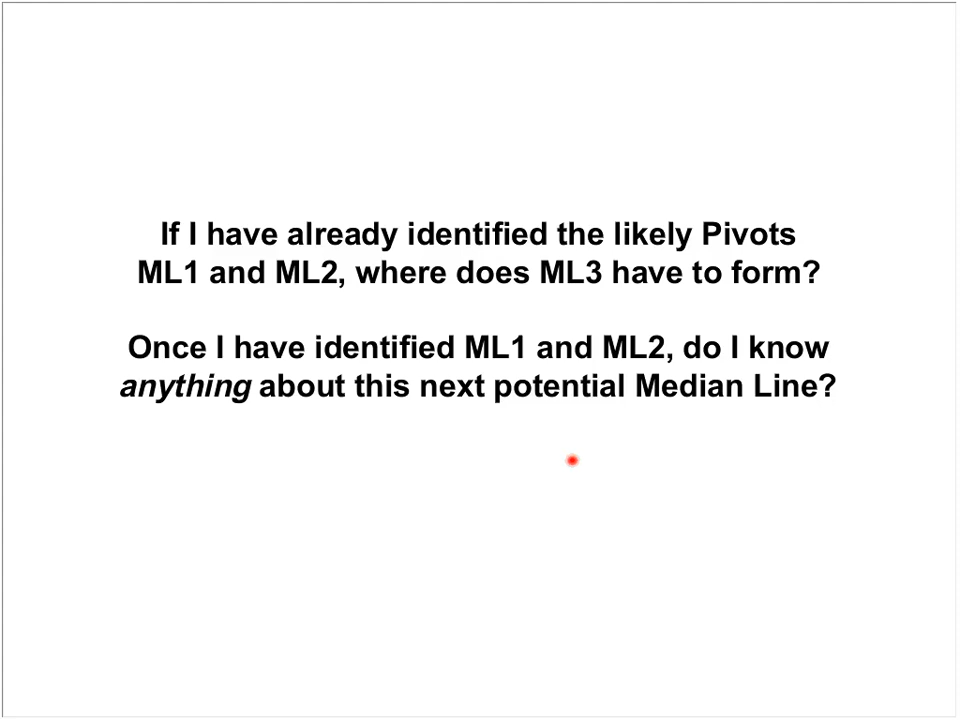 If I have already identified the likely Pivots
ML1 and ML2, where does ML3 have to form?
Once I have identified ML1 and ML2, do I know
anything about this next potential Median Line?